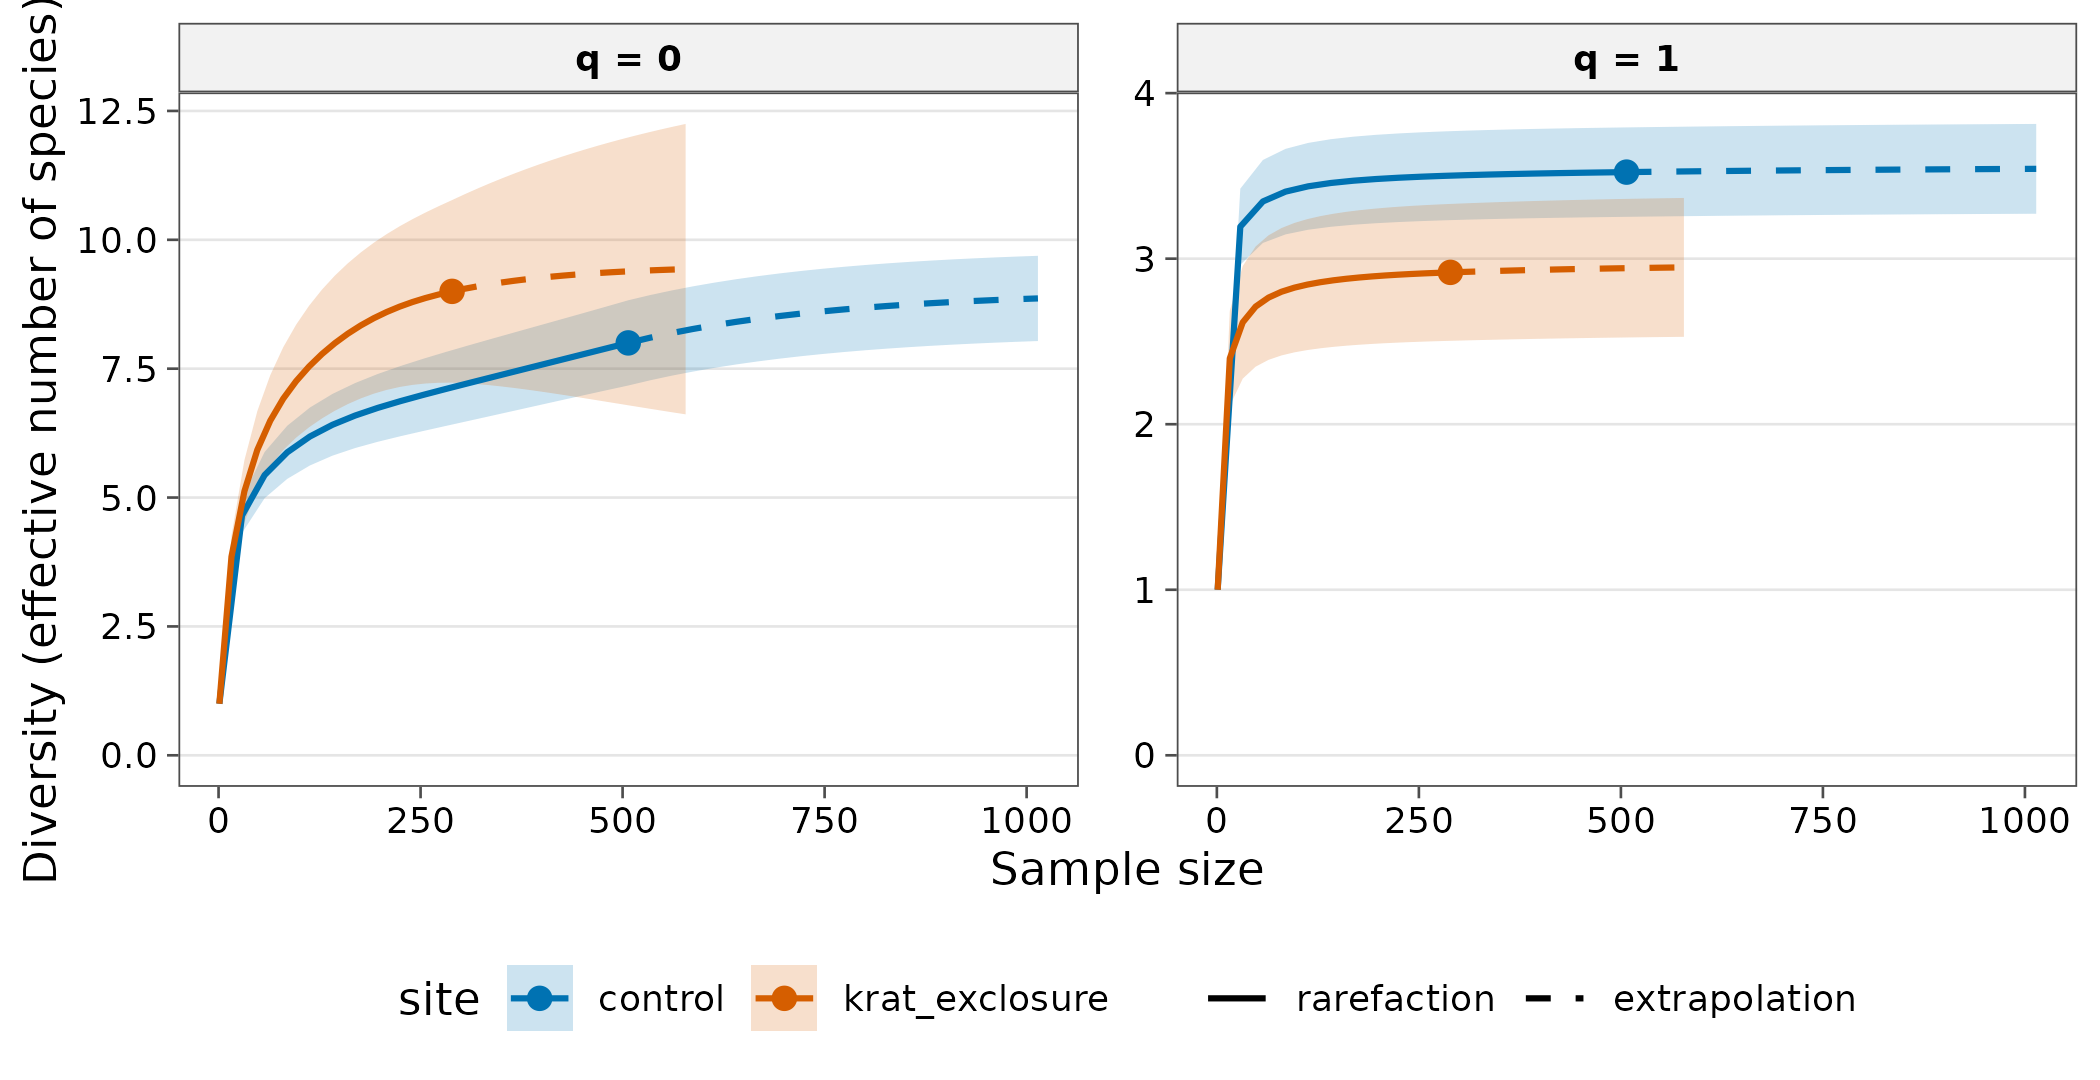 q = 0
q = 1
Diversity (effective number of species)
12.5
10.0
7.5
5.0
2.5
0.0
4
3
2
1
0
0 250 500 750 1000
0 250 500 750 1000
Sample size
site control krat_exclosure rarefaction extrapolation